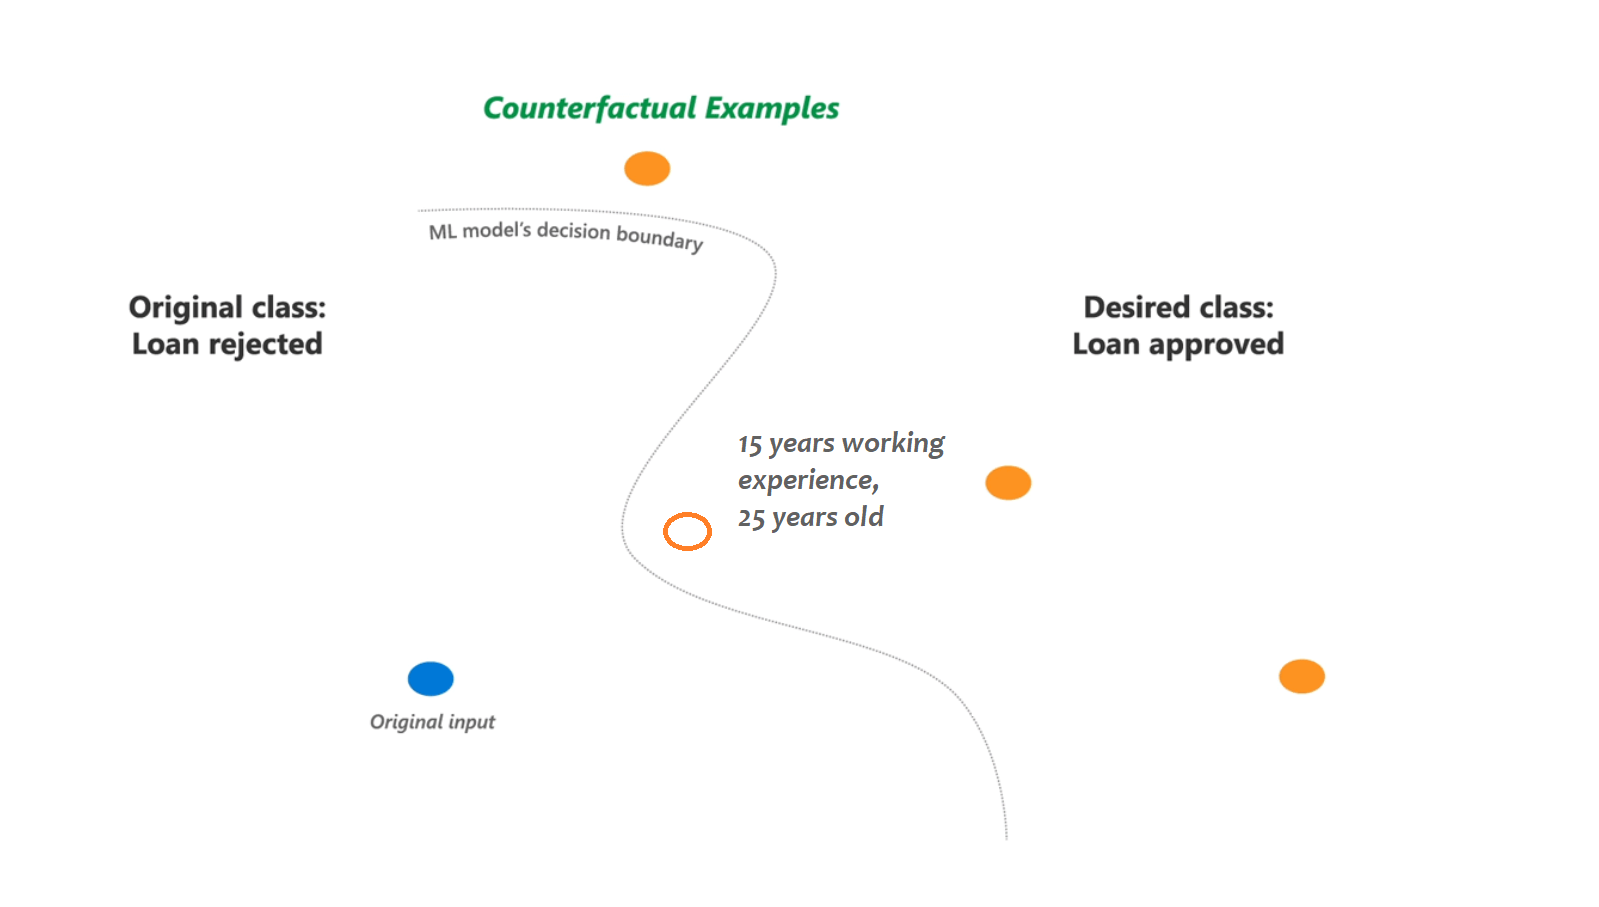 Counterfactual Examples
ML model's decision boundary
Original class:
Loan rejected
Desired class:
Loan approved
15 years working
experience,
25 years old
Original input